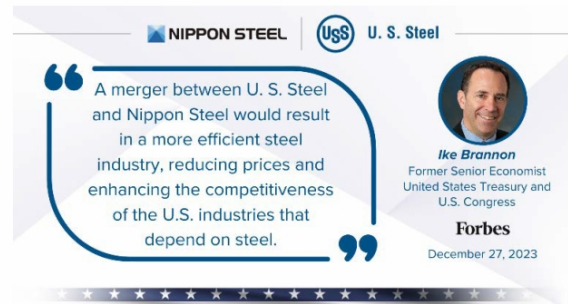 NIPPON STEEL
USS U. S. Steel
A merger between U. S. Steel
and Nippon Steel would result
in a more efficient steel
industry, reducing prices and
enhancing the competitiveness
of the U.S. industries that
depend on steel.
Ike Brannon
Former Senior Economist
United States Treasury and
U.S. Congress
Forbes
December 27, 2023